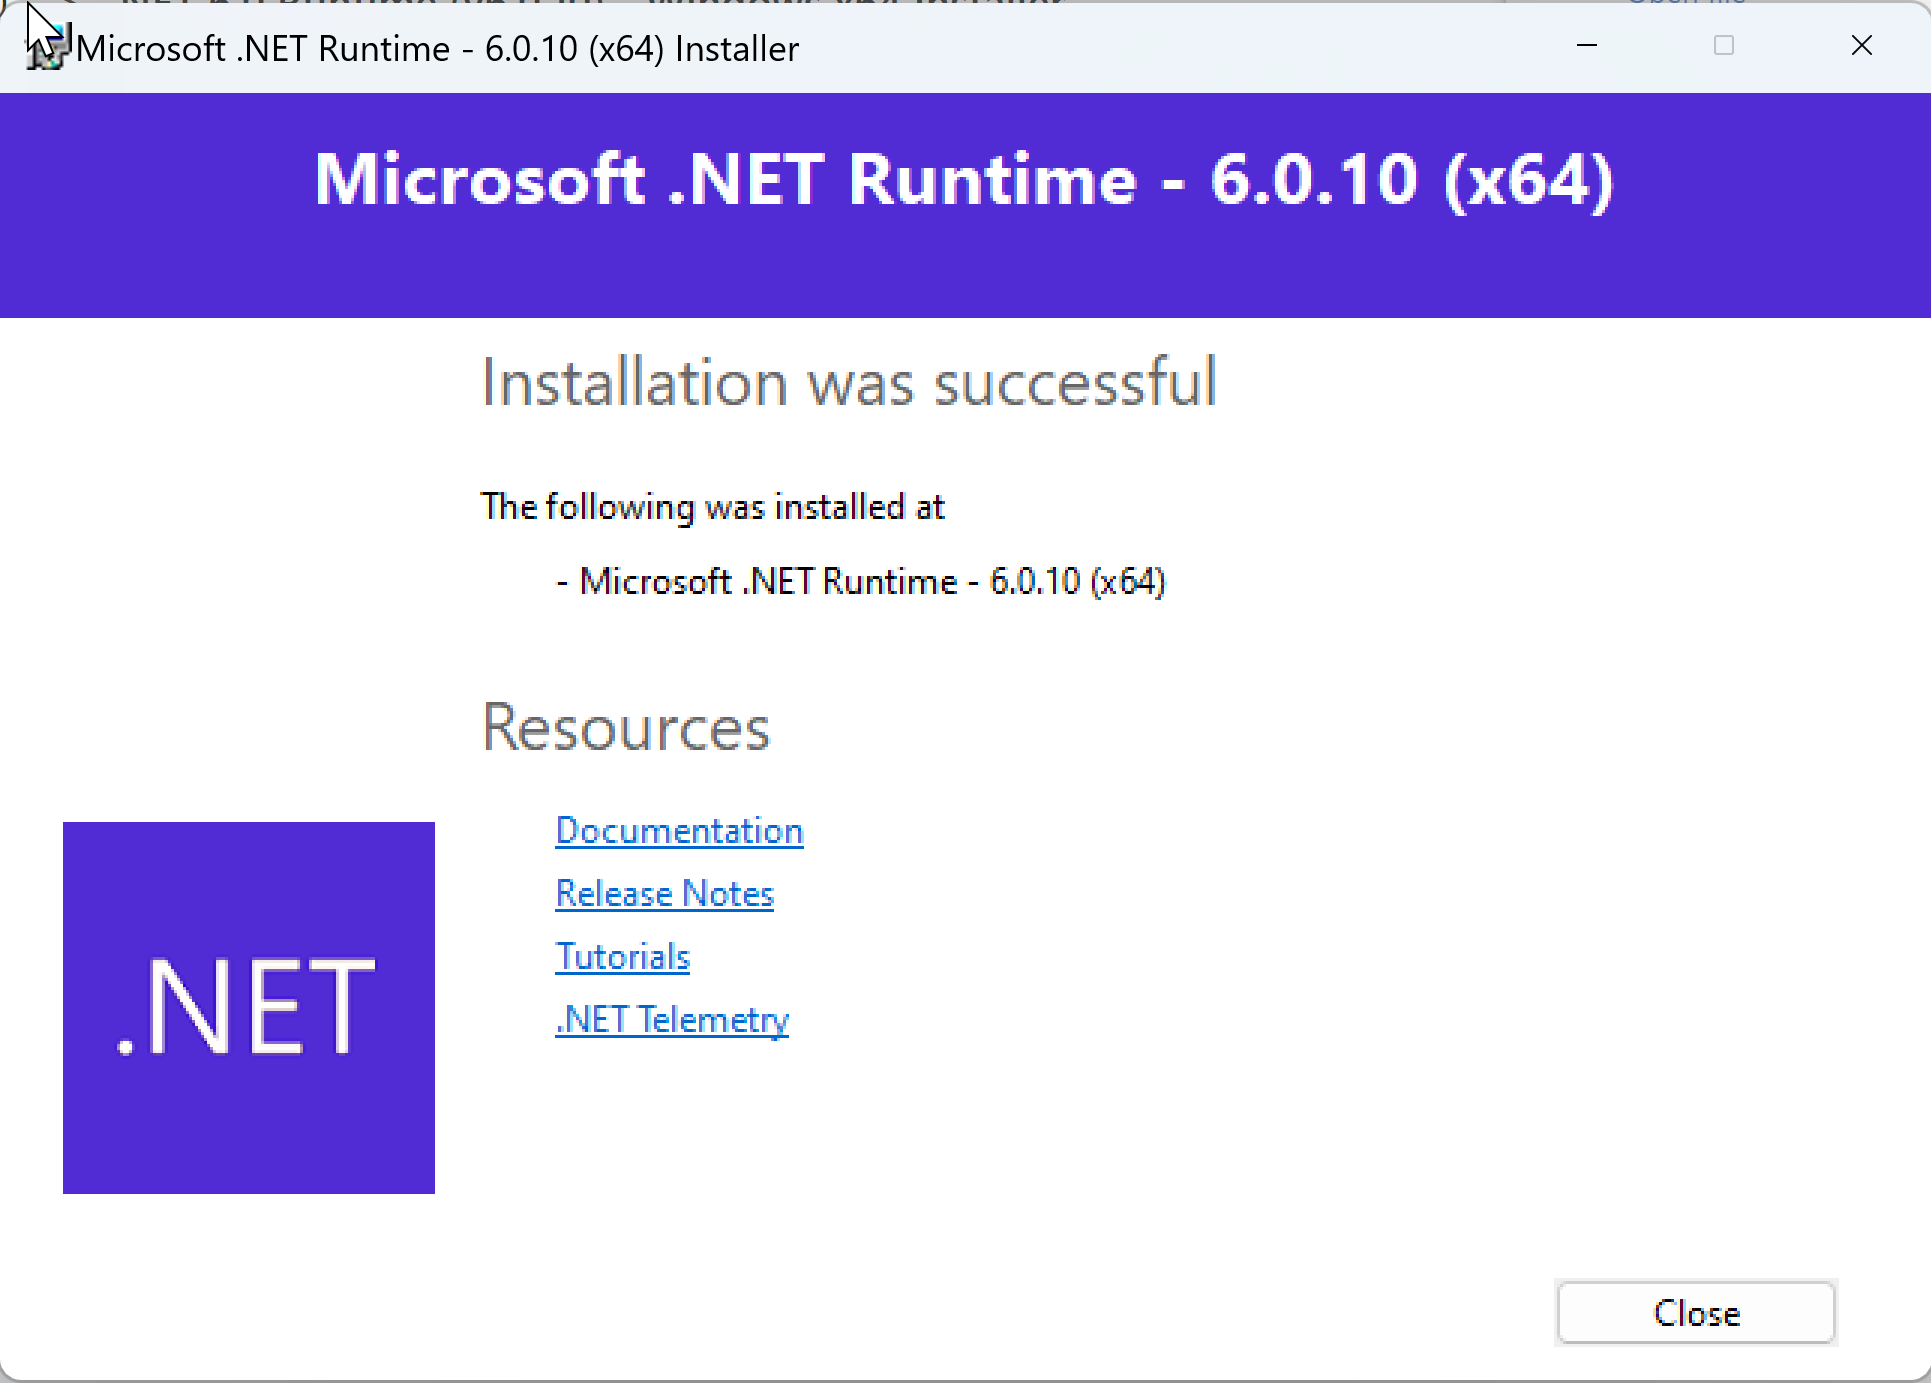 Microsoft .NET Runtime - 6.0.10 (x64) Installer
Microsoft .NET Runtime - 6.0.10 (x64)
Installation was successful
The following was installed at
- Microsoft .NET Runtime - 6.0.10 (x64)
Resources
Documentation
Release Notes
Tutorials
.NET Telemetry
.NET
Close